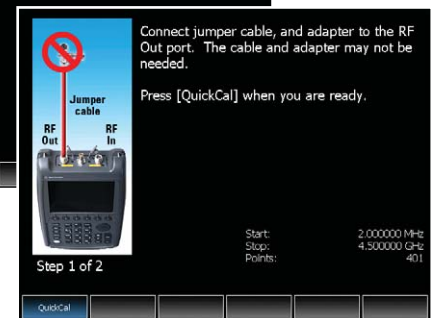 Connect jumper cable, and adapter to the RF
Out port. The cable and adapter may not be
needed.
Press [QuickCal] when you are ready.
Jumper
cable
RF
Out
RF
In
Start: 2.000000 MHz
Stop: 4.500000 GHz
Points: 401
Step 1 of 2
QuickCal